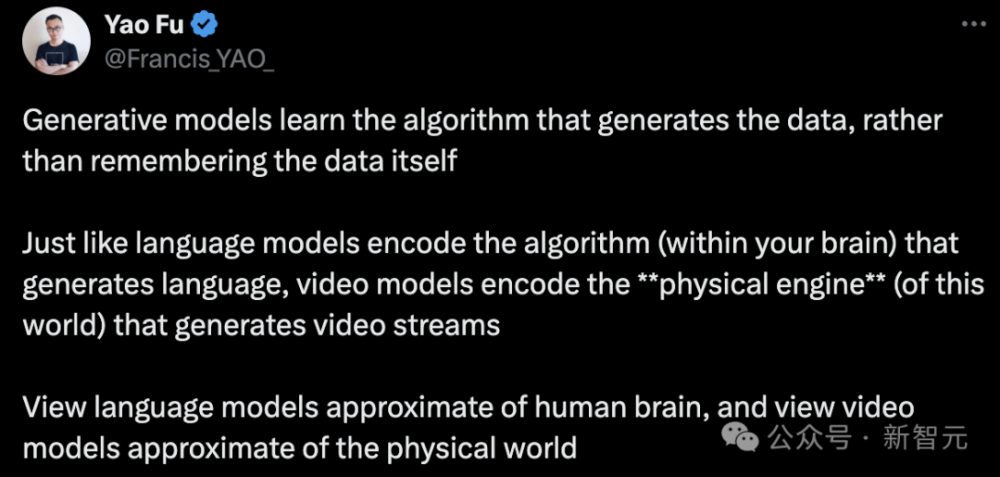 Yao Fu
@Francis_YAO_
Generative models learn the algorithm that generates the data, rather
than remembering the data itself
Just like language models encode the algorithm (within your brain) that
generates language, video models encode the **physical engine** (of this
world) that generates video streams
View language models approximate of human brain, and view video
models approximate of the physical world
公众号 · 新智元